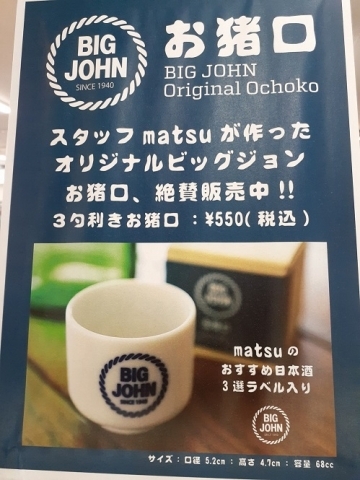 BIG
JOHN
SINCE 1940
お猪口
BIG JOHN
Original Ochoko
スタッフmatsuが作った
オリジナルビッグジョン
お猪口、絶賛販売中!!
3勺利きお猪口:¥550(税込)
BIG
JOHN
SINCE 1940
matsuの
おすすめ日本酒
3選ラベル入り
BIG
JOHN
サイズ:口径 5.2cm:高さ 4.7cm:容量 68cc